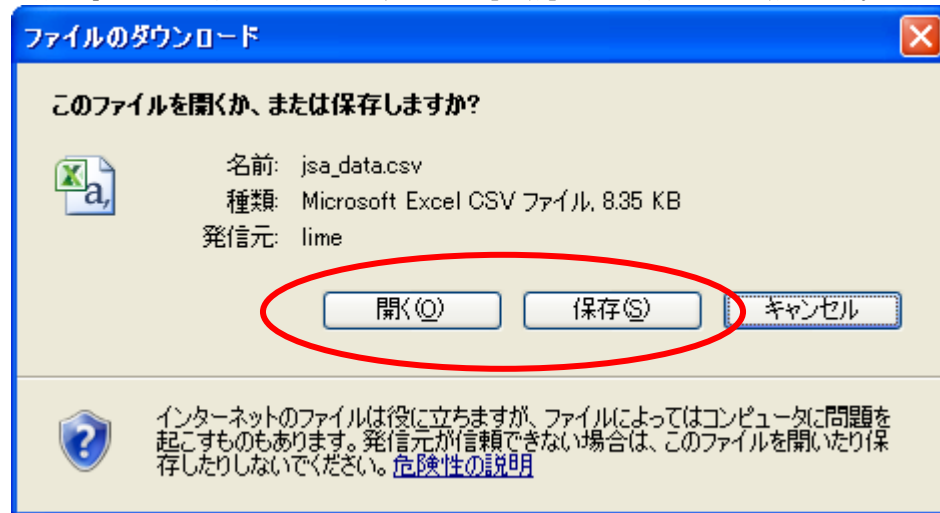 ファイルのダウンロード
このファイルを開くか、または保存しますか?
名前: jsa_data.csv
種類: Microsoft Excel CSV ファイル, 8.35 KB
発信元: lime
開く(O) 保存(S) キャンセル
インターネットのファイルは役に立ちますが、ファイルによってはコンピュータに問題を
起こすものもあります。発信元が信頼できない場合は、このファイルを開いたり保
存したりしないでください。危険性の説明